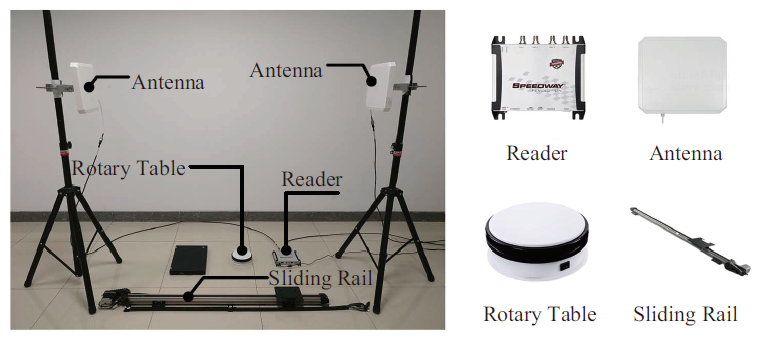 Antenna
Antenna
Rotary Table
Reader
Sliding Rail
SPEEDWAY
Reader
Antenna
Rotary Table
Sliding Rail